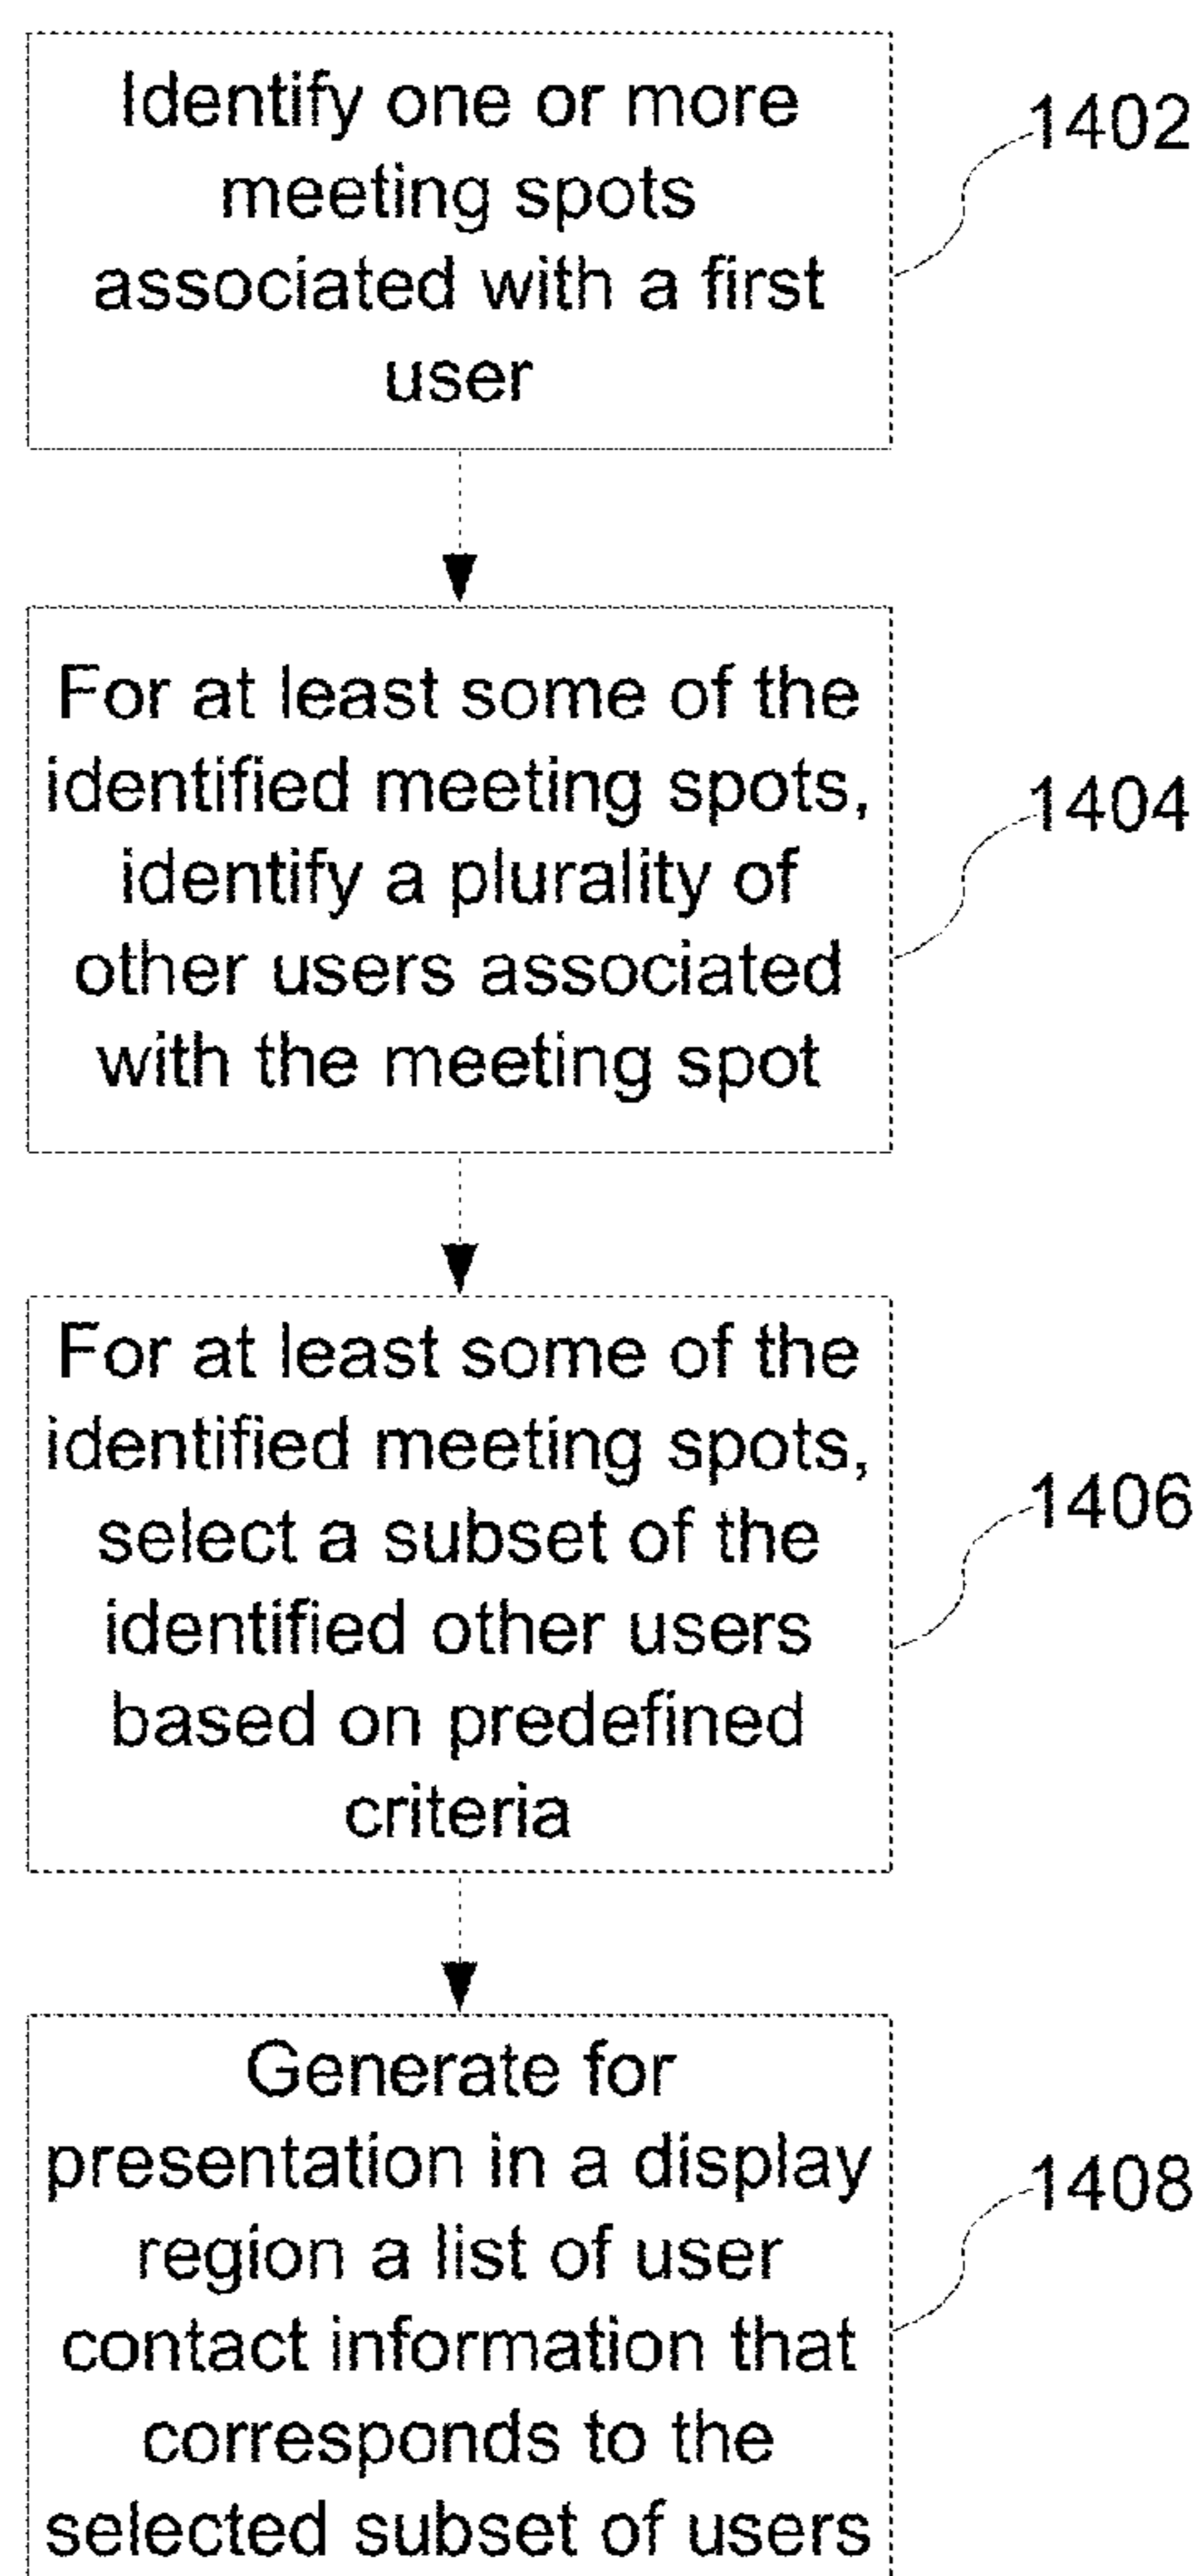 Identify one or more
meeting spots
associated with a first
user
1402
For at least some of the
identified meeting spots,
identify a plurality of
other users associated
with the meeting spot
1404
For at least some of the
identified meeting spots,
select a subset of the
identified other users
based on predefined
criteria
1406
Generate for
presentation in a display
region a list of user
contact information that
corresponds to the
selected subset of users
1408